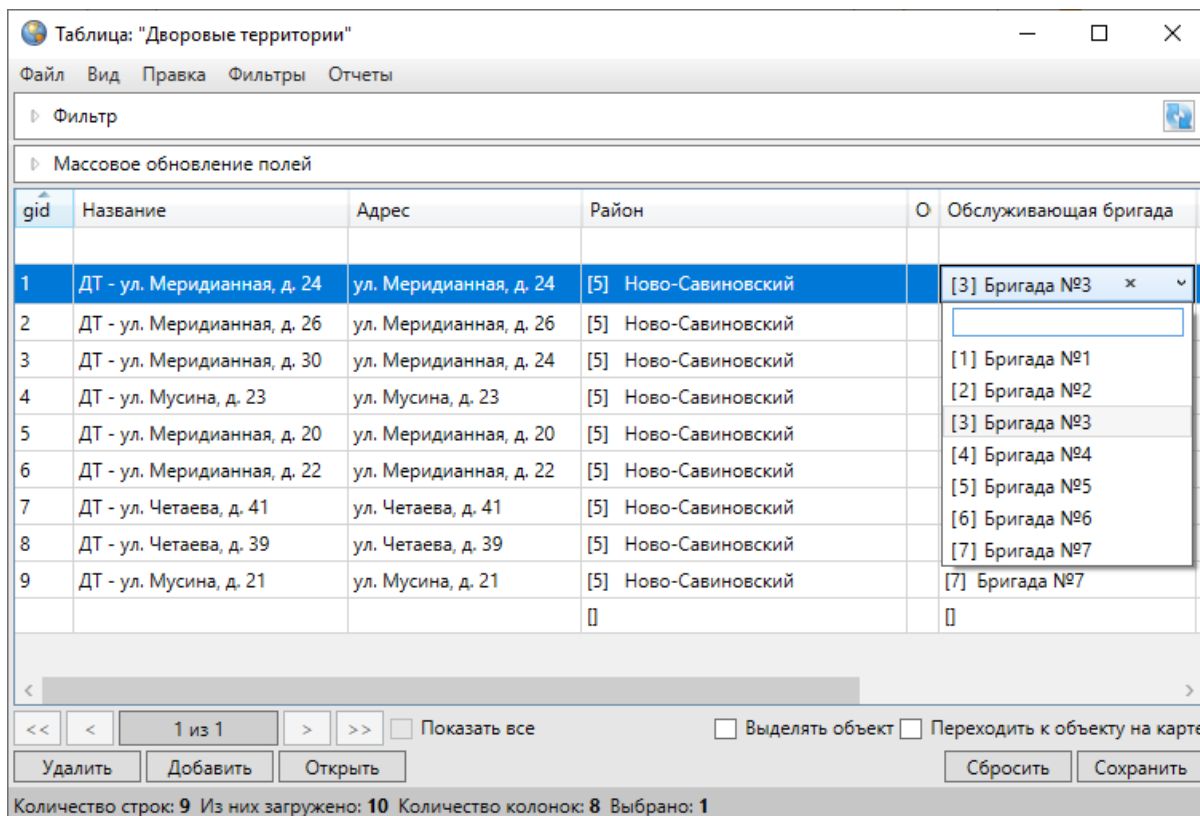 Таблица: "Дворовые территории"
Файл Вид Правка Фильтры Отчеты
Фильтр
Массовое обновление полей
gid Название Адрес Район О Обслуживающая бригада
1 ДТ - ул. Меридианная, д. 24 ул. Меридианная, д. 24 [5] Ново-Савиновский [3] Бригада №3
2 ДТ - ул. Меридианная, д. 26 ул. Меридианная, д. 26 [5] Ново-Савиновский
3 ДТ - ул. Меридианная, д. 30 ул. Меридианная, д. 24 [5] Ново-Савиновский [1] Бригада №1
4 ДТ - ул. Мусина, д. 23 ул. Мусина, д. 23 [5] Ново-Савиновский [2] Бригада №2
[3] Бригада №3
5 ДТ - ул. Меридианная, д. 20 ул. Меридианная, д. 20 [5] Ново-Савиновский [4] Бригада №4
6 ДТ - ул. Меридианная, д. 22 ул. Меридианная, д. 22 [5] Ново-Савиновский [5] Бригада №5
7 ДТ - ул. Четаева, д. 41 ул. Четаева, д. 41 [5] Ново-Савиновский [6] Бригада №6
8 ДТ - ул. Четаева, д. 39 ул. Четаева, д. 39 [5] Ново-Савиновский [7] Бригада №7
9 ДТ - ул. Мусина, д. 21 ул. Мусина, д. 21 [5] Ново-Савиновский [7] Бригада №7
[] []
<< < 1 из 1 > >> Показать все Выделять объект Переходить к объекту на карте
Удалить Добавить Открыть Сбросить Сохранить
Количество строк: 9 Из них загружено: 10 Количество колонок: 8 Выбрано: 1